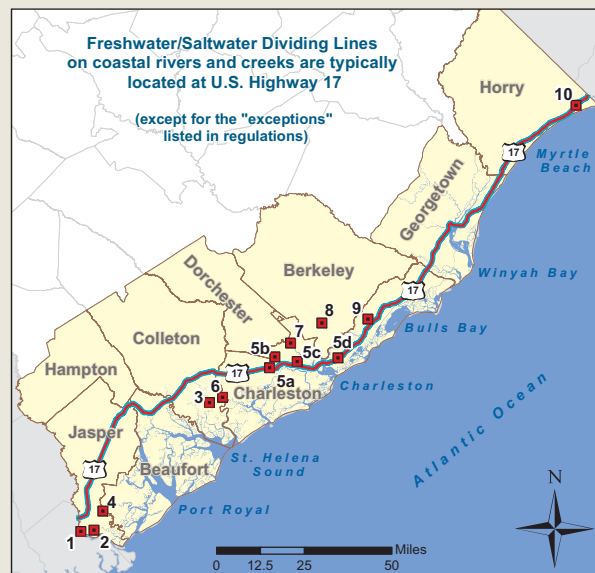 Freshwater/Saltwater Dividing Lines
on coastal rivers and creeks are typically
located at U.S. Highway 17
(except for the "exceptions"
listed in regulations)
Horry
10
17
Myrtle
Beach
Georgetown
Winyah Bay
Berkeley
Dorchester
17
8
9
7
Bulls Bay
Colleton
5b
5c
5d
17
5a
Hampton
6
3
Charleston
Charleston
Jasper
Atlantic Ocean
St. Helena
Sound
Beaufort
17
Port Royal
4
1
2
N
Miles
0 12.5 25 50